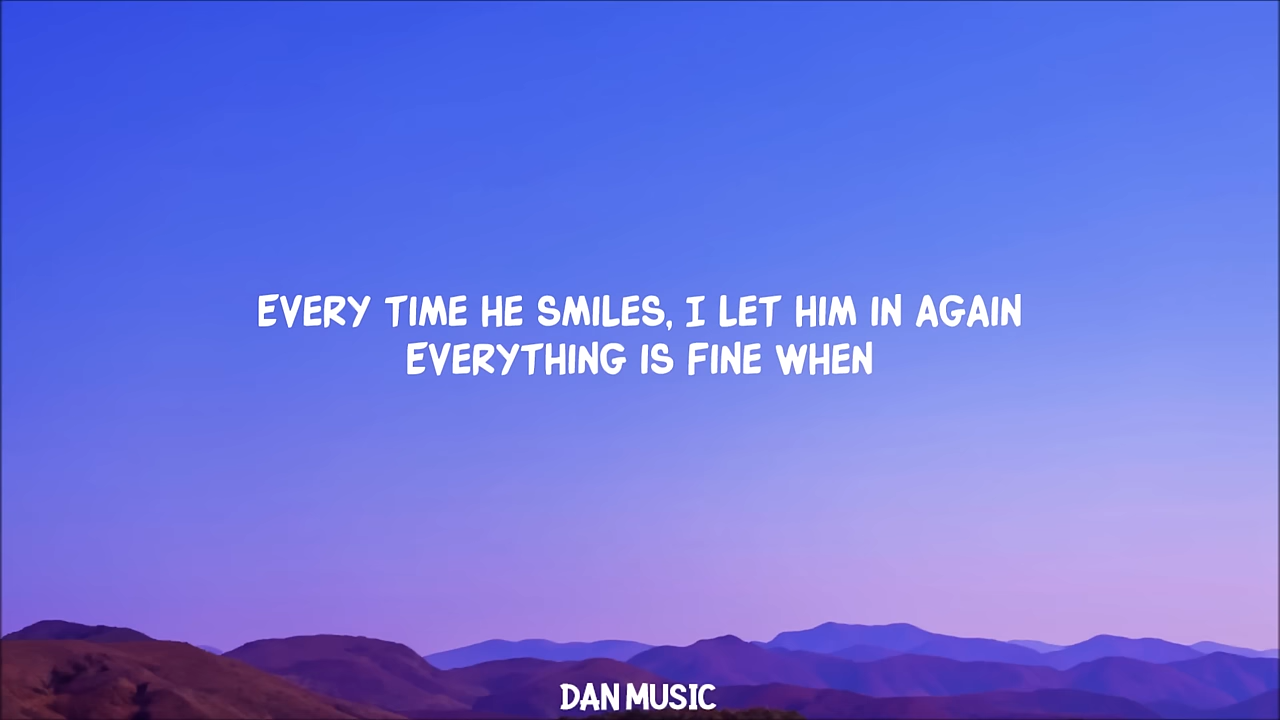 EVERY TIME HE SMILES, I LET HIM IN AGAIN
EVERYTHING IS FINE WHEN
DAN MUSIC